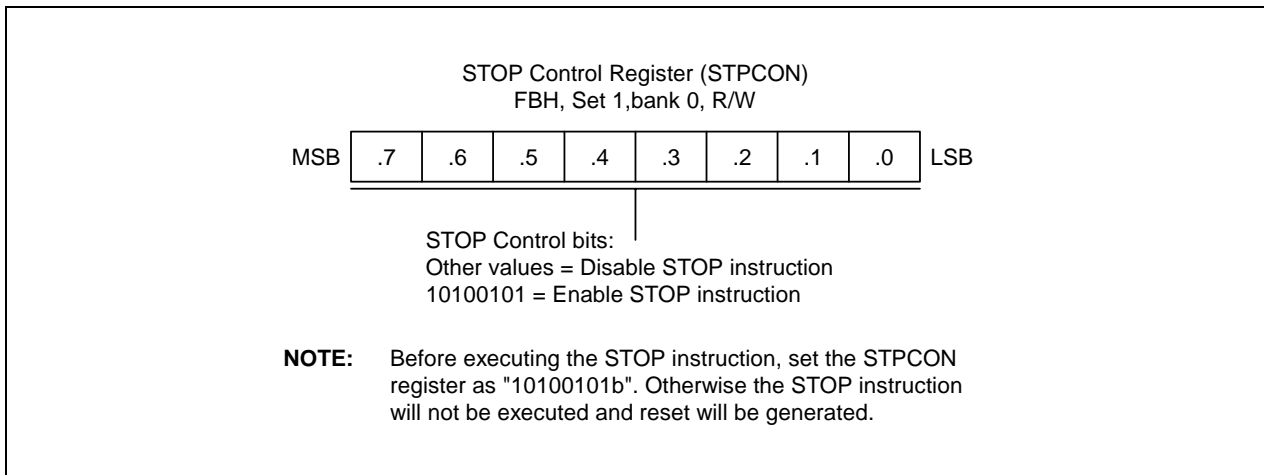 STOP Control Register (STPCON)
FBH, Set 1,bank 0, R/W
MSB .7 .6 .5 .4 .3 .2 .1 .0 LSB
STOP Control bits:
Other values = Disable STOP instruction
10100101 = Enable STOP instruction
NOTE: Before executing the STOP instruction, set the STPCON
register as "10100101b". Otherwise the STOP instruction
will not be executed and reset will be generated.